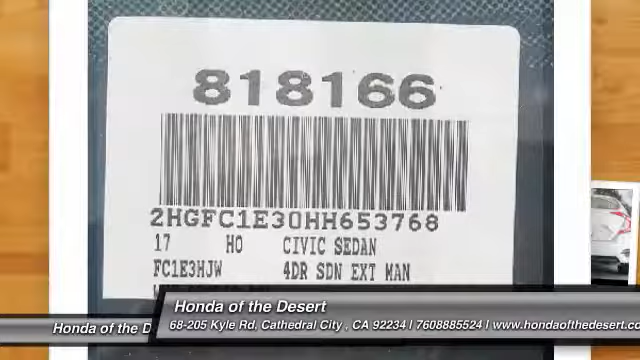 818166
2HGFC1E30HH653768
17 HO CIVIC SEDAN
FC1E3HJW 4DR SDN EXT MAN
Honda of the Desert
68-205 Kyle Rd, Cathedral City , CA 92234 | 7608885524 | www.hondaofthedesert.co
Honda of the D